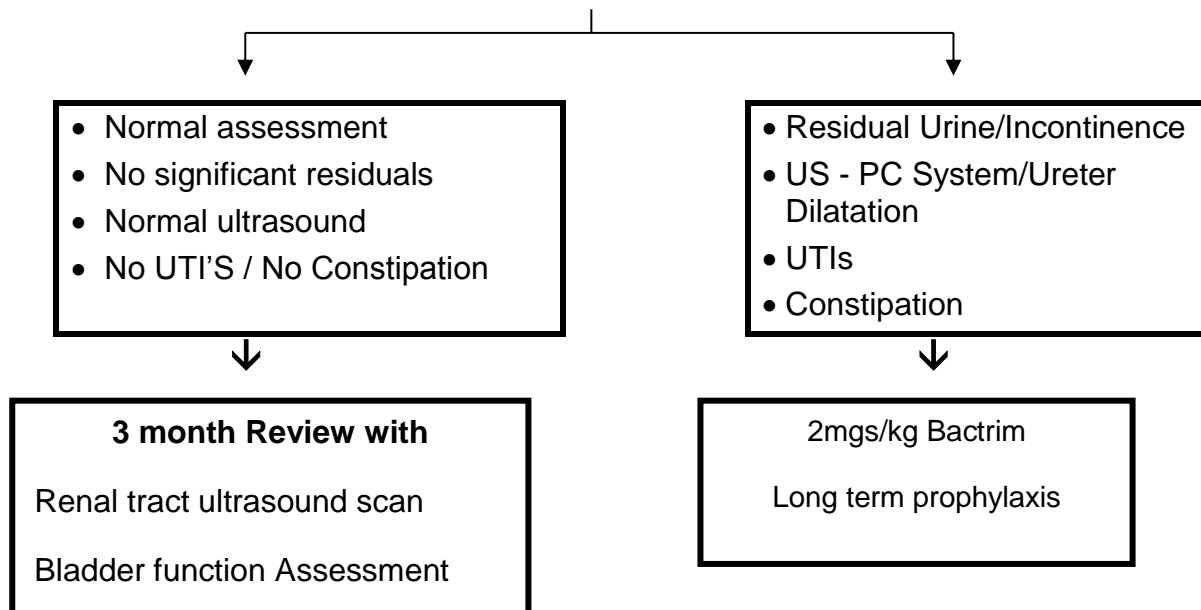 • Normal assessment
• No significant residuals
• Normal ultrasound
• No UTI'S / No Constipation
• Residual Urine/Incontinence
• US - PC System/Ureter
Dilatation
• UTIs
• Constipation
3 month Review with
Renal tract ultrasound scan
Bladder function Assessment
2mgs/kg Bactrim
Long term prophylaxis